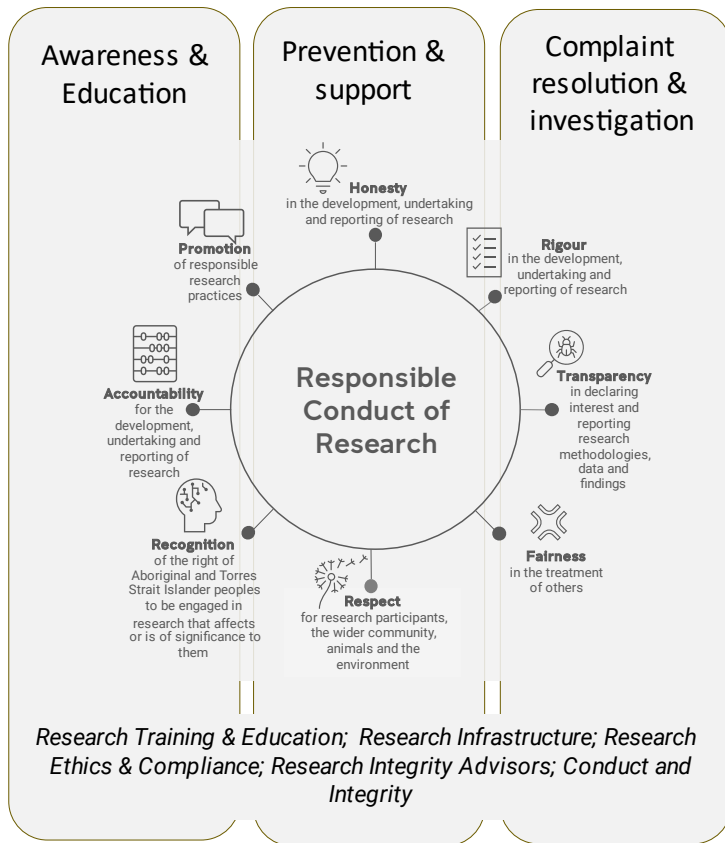 Awareness &
Education
Prevention &
support
Complaint
resolution &
investigation
Honesty
in the development, undertaking
and reporting of research
Rigour
in the development,
undertaking and
reporting of research
Transparency
in declaring
interest and
reporting
research
methodologies,
data and
findings
Fairness
in the treatment
of others
Respect
for research participants,
the wider community,
animals and the
environment
Recognition
of the right of
Aboriginal and Torres
Strait Islander peoples
to be engaged in
research that affects
or is of significance to
them
Accountability
for the
development,
undertaking and
reporting of
research
Promotion
of responsible
research
practices
Responsible
Conduct of
Research
Research Training & Education; Research Infrastructure; Research
Ethics & Compliance; Research Integrity Advisors; Conduct and
Integrity